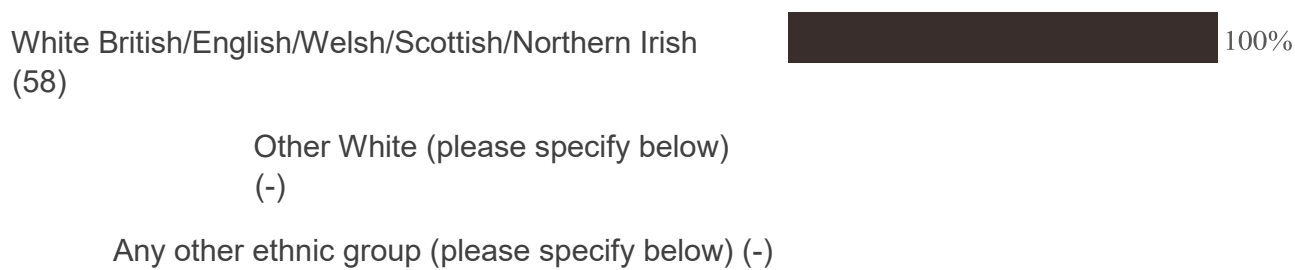 White British/English/Welsh/Scottish/Northern Irish 100%
(58)
Other White (please specify below)
(-)
Any other ethnic group (please specify below) (-)